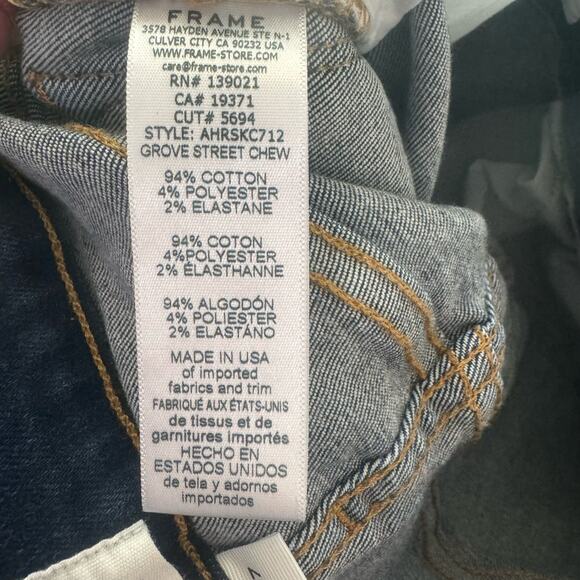 FRAME
3578 HAYDEN AVENUE STE N-1
CULVER CITY CA 90232 USA
WWW.FRAME-STORE.COM
care@frame-store.com
RN# 139021
CA# 19371
CUT# 5694
STYLE: AHRSKC712
GROVE STREET CHEW
94% COTTON
4% POLYESTER
2% ELASTANE
94% COTON
4%POLYESTER
2% ÉLASTHANNE
94% ALGODÓN
4% POLIESTER
2% ELASTÁNO
MADE IN USA
of imported
fabrics and trim
FABRIQUÉ AUX ÉTATS-UNIS
de tissus et de
garnitures importés
HECHO EN
ESTADOS UNIDOS
de tela y adornos
importados